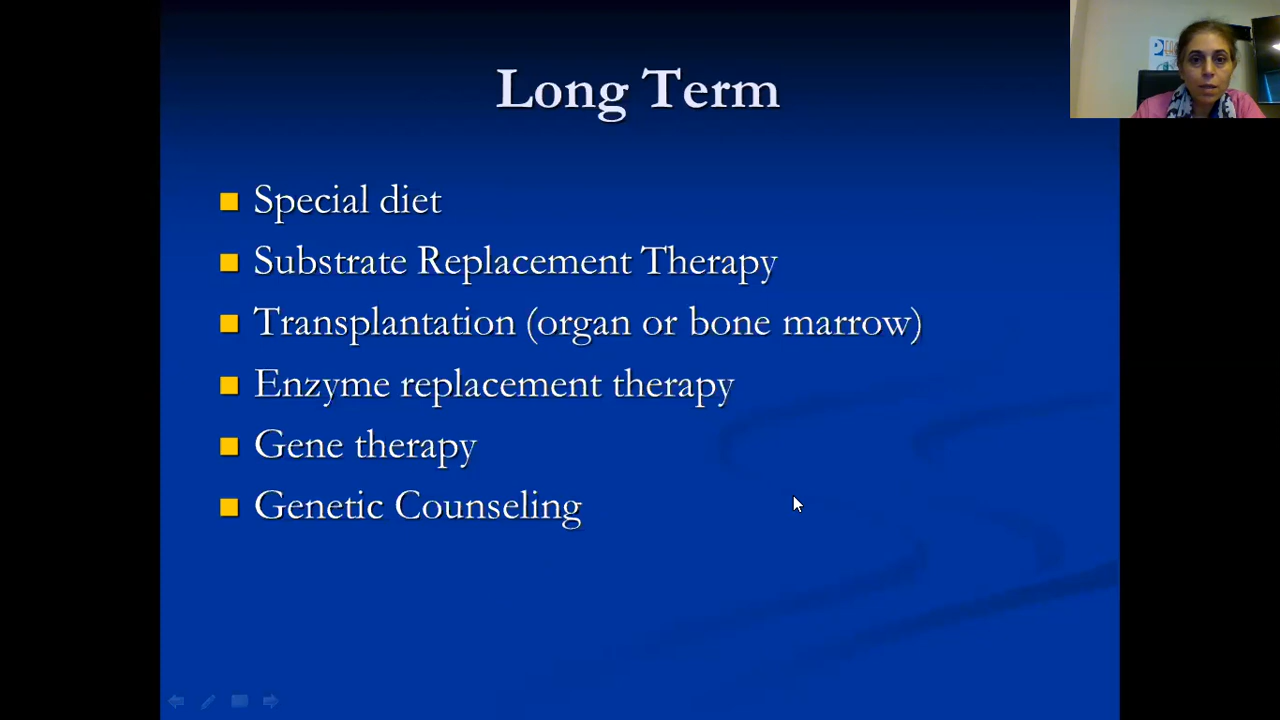 Long Term
Special diet
Substrate Replacement Therapy
Transplantation (organ or bone marrow)
Enzyme replacement therapy
Gene therapy
Genetic Counseling